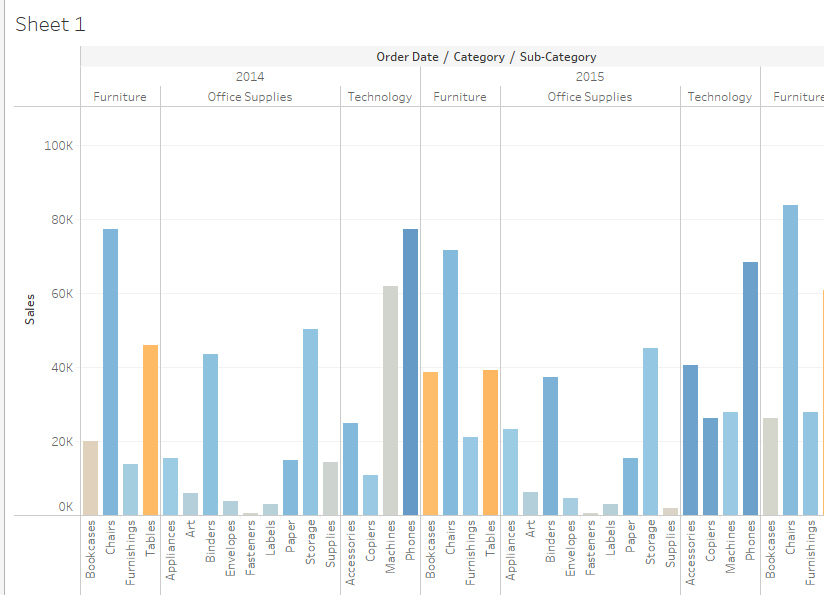 Sheet 1
Order Date / Category / Sub-Category
2014
2015
Furniture
Office Supplies
Technology
Furniture
Office Supplies
Technology
Furniture
100K
80K
60K
40K
20K
0K
Sales
Bookcases
Chairs
Furnishings
Tables
Appliances
Art
Binders
Envelopes
Fasteners
Labels
Paper
Storage
Supplies
Accessories
Copiers
Machines
Phones
Bookcases
Chairs
Furnishings
Tables
Appliances
Art
Binders
Envelopes
Fasteners
Labels
Paper
Storage
Supplies
Accessories
Copiers
Machines
Phones
Bookcases
Chairs
Furnishings